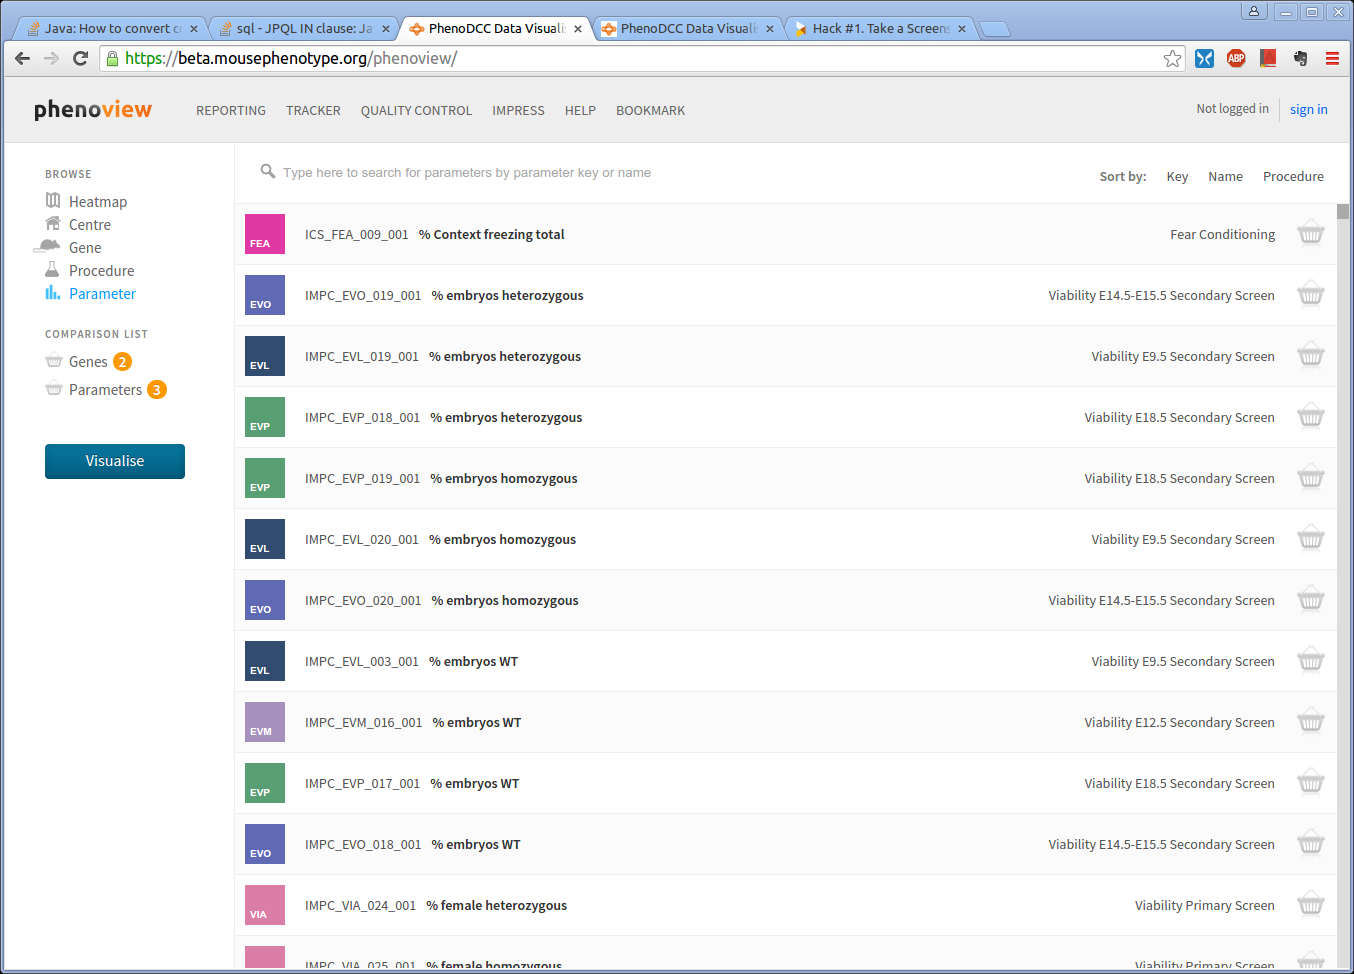 Java: How to convert c
sql - JPQL IN clause: Ja
PhenoDCC Data Visuali
PhenoDCC Data Visuali
Hack #1. Take a Screens
https://beta.mousephenotype.org/phenoview/
ABP
phenoview
REPORTING TRACKER QUALITY CONTROL IMPRESS HELP BOOKMARK
Not logged in sign in
BROWSE
Heatmap
Centre
Gene
Procedure
Parameter
COMPARISON LIST
Genes 2
Parameters 3
Visualise
Type here to search for parameters by parameter key or name
Sort by: Key Name Procedure
FEA ICS_FEA_009_001 % Context freezing total Fear Conditioning
EVO IMPC_EVO_019_001 % embryos heterozygous Viability E14.5-E15.5 Secondary Screen
EVL IMPC_EVL_019_001 % embryos heterozygous Viability E9.5 Secondary Screen
EVP IMPC_EVP_018_001 % embryos heterozygous Viability E18.5 Secondary Screen
EVP IMPC_EVP_019_001 % embryos homozygous Viability E18.5 Secondary Screen
EVL IMPC_EVL_020_001 % embryos homozygous Viability E9.5 Secondary Screen
EVO IMPC_EVO_020_001 % embryos homozygous Viability E14.5-E15.5 Secondary Screen
EVL IMPC_EVL_003_001 % embryos WT Viability E9.5 Secondary Screen
EVM IMPC_EVM_016_001 % embryos WT Viability E12.5 Secondary Screen
EVP IMPC_EVP_017_001 % embryos WT Viability E18.5 Secondary Screen
EVO IMPC_EVO_018_001 % embryos WT Viability E14.5-E15.5 Secondary Screen
VIA IMPC_VIA_024_001 % female heterozygous Viability Primary Screen
IMPC_VIA_025_001 % female homozygous Viability Primary Screen